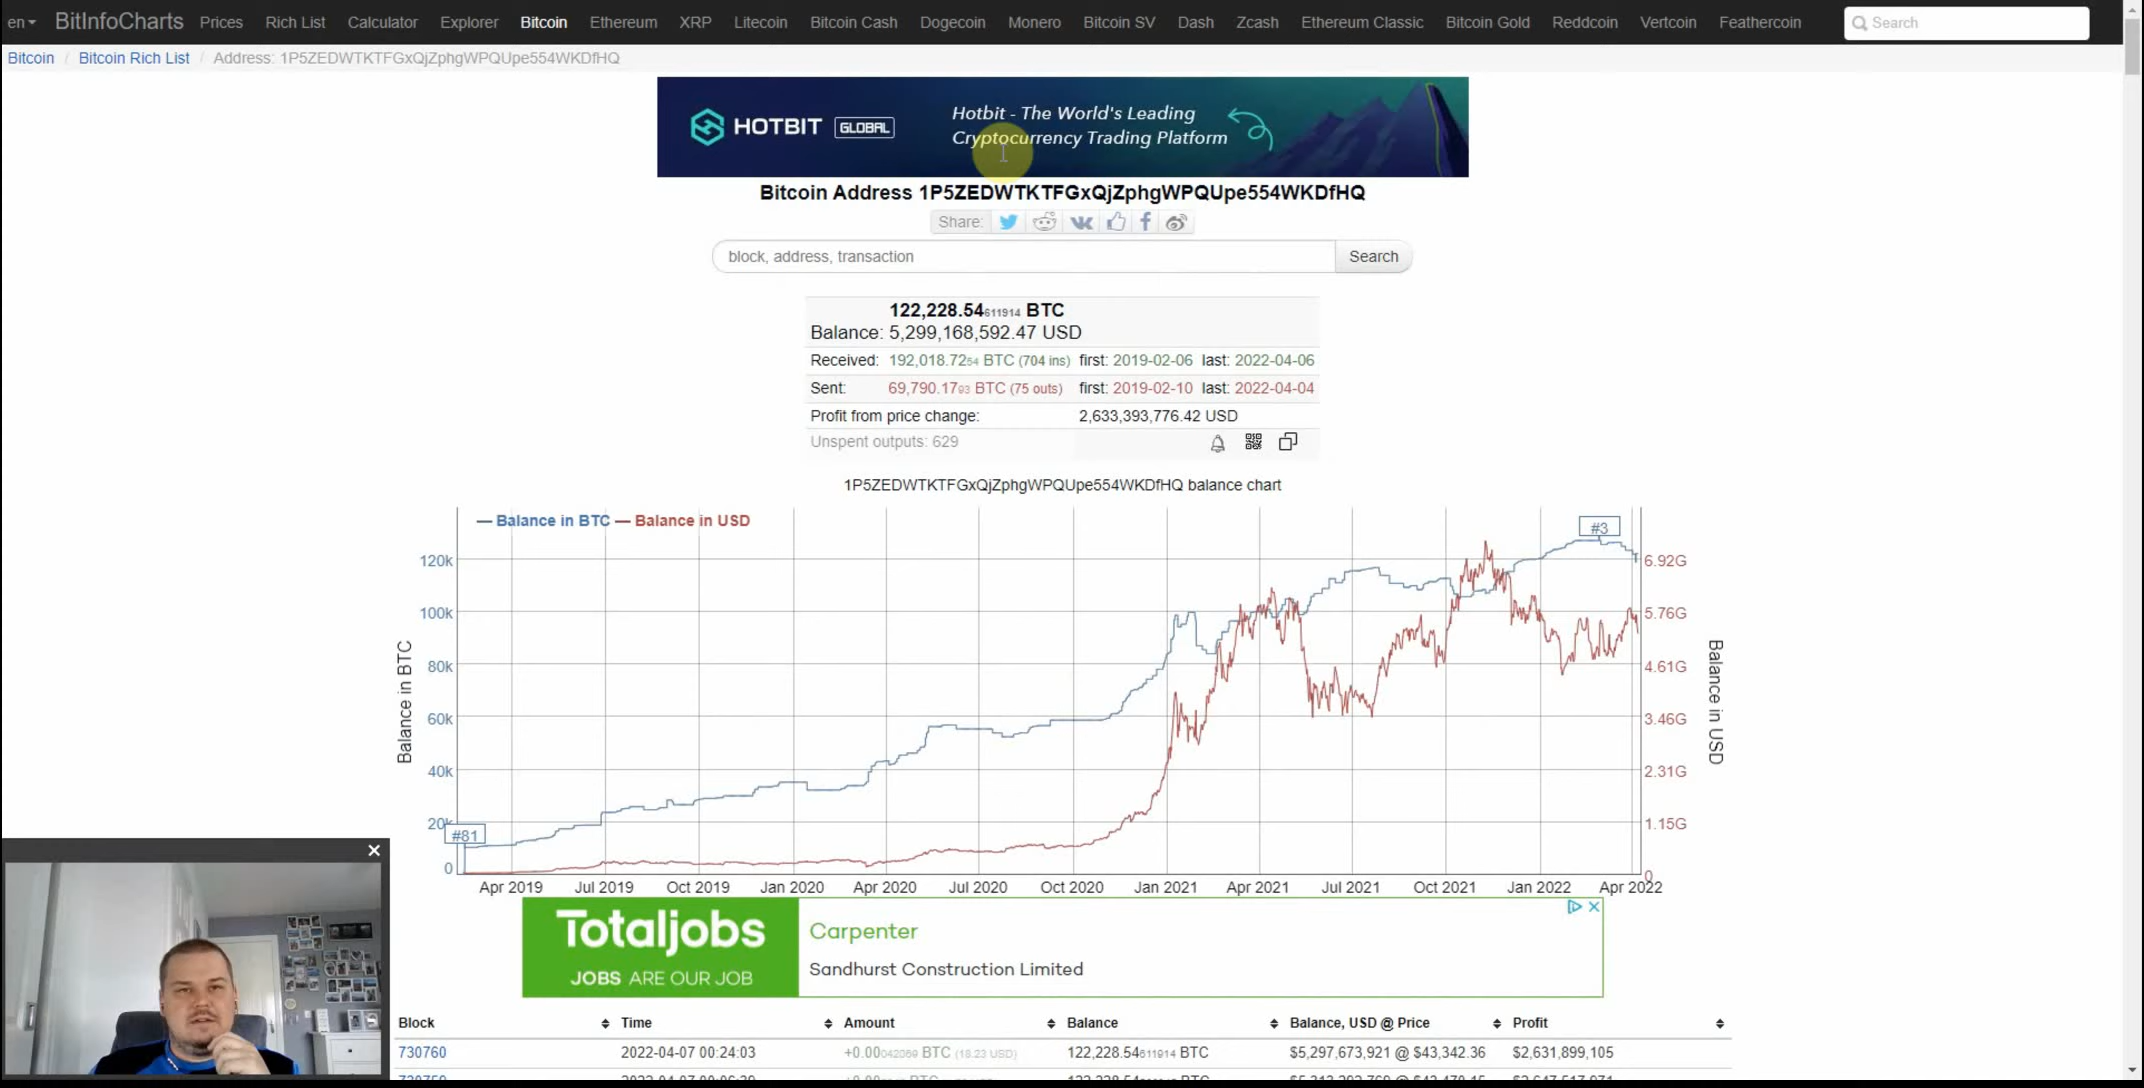 en BitInfoCharts Prices Rich List Calculator Explorer Bitcoin Ethereum XRP Litecoin Bitcoin Cash Dogecoin Monero Bitcoin SV Dash Zcash Ethereum Classic Bitcoin Gold Reddcoin Vertcoin Feathercoin Search
Bitcoin / Bitcoin Rich List / Address: 1P5ZEDWTKTFGxQjZphgWPQUpe554WKDfHQ
HOTBIT GLOBAL
Hotbit - The World's Leading
Cryptocurrency Trading Platform
Bitcoin Address 1P5ZEDWTKTFGxQjZphgWPQUpe554WKDfHQ
Share:
block, address, transaction Search
122,228.54611914 BTC
Balance: 5,299,168,592.47 USD
Received: 192,018.7254 BTC (704 ins) first: 2019-02-06 last: 2022-04-06
Sent: 69,790.1793 BTC (75 outs) first: 2019-02-10 last: 2022-04-04
Profit from price change: 2,633,393,776.42 USD
Unspent outputs: 629
1P5ZEDWTKTFGxQjZphgWPQUpe554WKDfHQ balance chart
Balance in BTC Balance in USD
#3
120k 6.92G
100k 5.76G
80k 4.61G
60k 3.46G
40k 2.31G
20k 1.15G
#81
0 0
Balance in BTC
Balance in USD
Apr 2019 Jul 2019 Oct 2019 Jan 2020 Apr 2020 Jul 2020 Oct 2020 Jan 2021 Apr 2021 Jul 2021 Oct 2021 Jan 2022 Apr 2022
Totaljobs
JOBS ARE OUR JOB
Carpenter
Sandhurst Construction Limited
Block Time Amount Balance Balance, USD @ Price Profit
730760 2022-04-07 00:24:03 +0.00042069 BTC (18.23 USD) 122,228.54611914 BTC $5,297,673,921 @ $43,342.36 $2,631,899,105